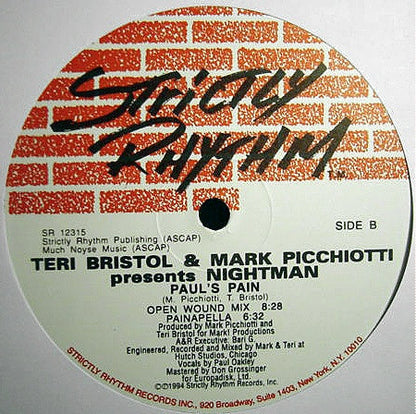 STRICTLY
RHYTHM
TM
SR 12315
Strictly Rhythm Publishing (ASCAP)
Much Noyse Music (ASCAP)
SIDE B
TERI BRISTOL & MARK PICCHIOTTI
presents NIGHTMAN
PAUL'S PAIN
(M. Picchiotti, T. Bristol)
OPEN WOUND MIX 8:28
PAINAPELLA 6:32
Produced by Mark Picchiotti and
Teri Bristol for Mark! Productions
A&R Executive: Bari G.
Engineered, Recorded and Mixed by Mark & Teri at
Hutch Studios, Chicago
Vocals by Paul Oakley
Mastered by Don Grossinger
for Europadisk, Ltd.
©℗1994 Strictly Rhythm Records, Inc.
STRICTLY RHYTHM RECORDS INC., 920 Broadway, Suite 1403, New York, N.Y. 10010